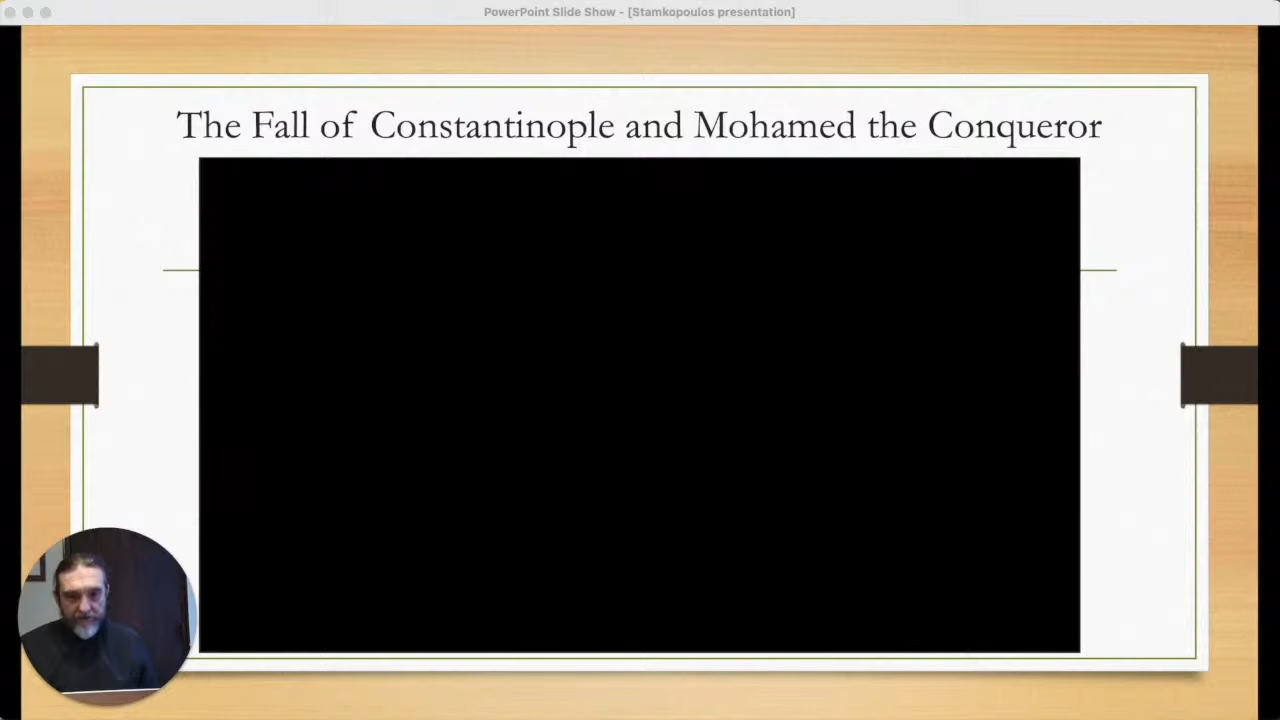 PowerPoint Slide Show - [Stamkopoulos presentation]
The Fall of Constantinople and Mohamed the Conqueror